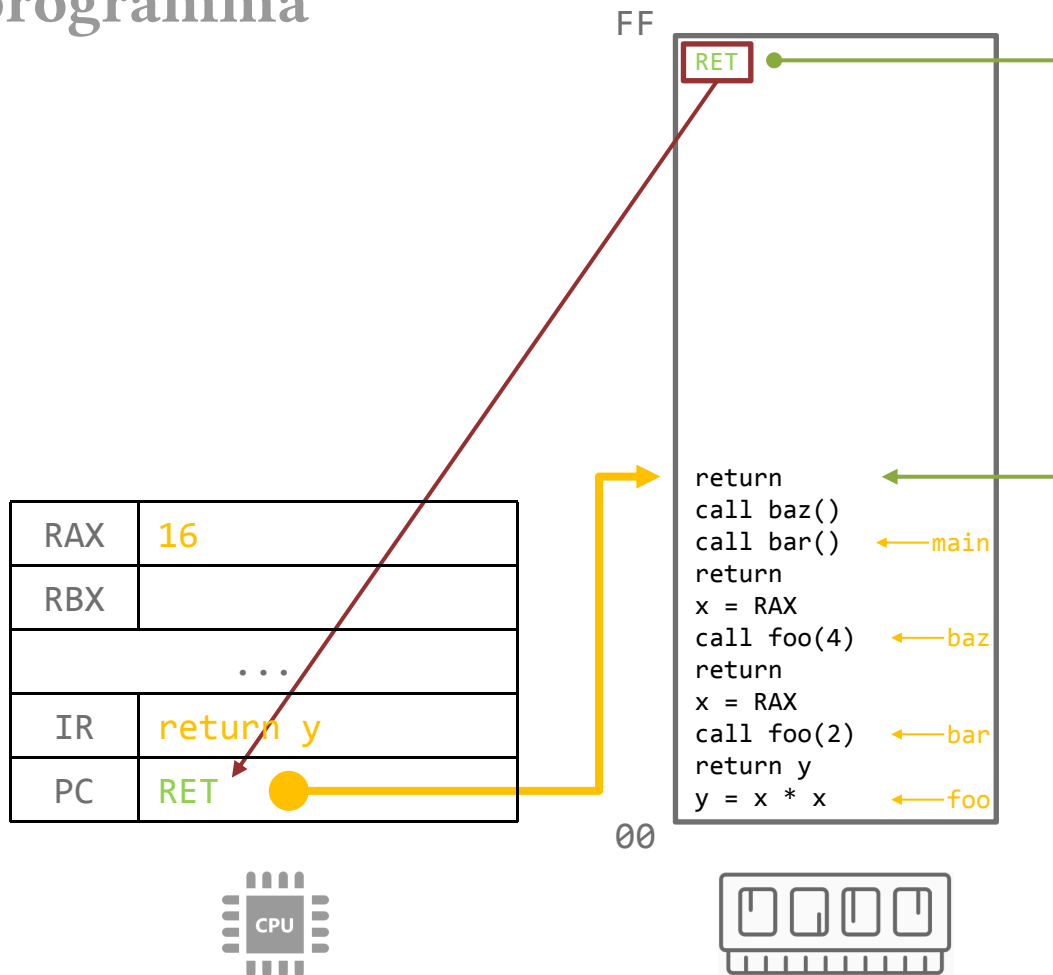 programma
FF
RET
return
call baz()
call bar() main
return
x = RAX
call foo(4) baz
return
x = RAX
call foo(2) bar
return y
y = x * x foo
00
RAX 16
RBX
...
IR return y
PC RET
CPU